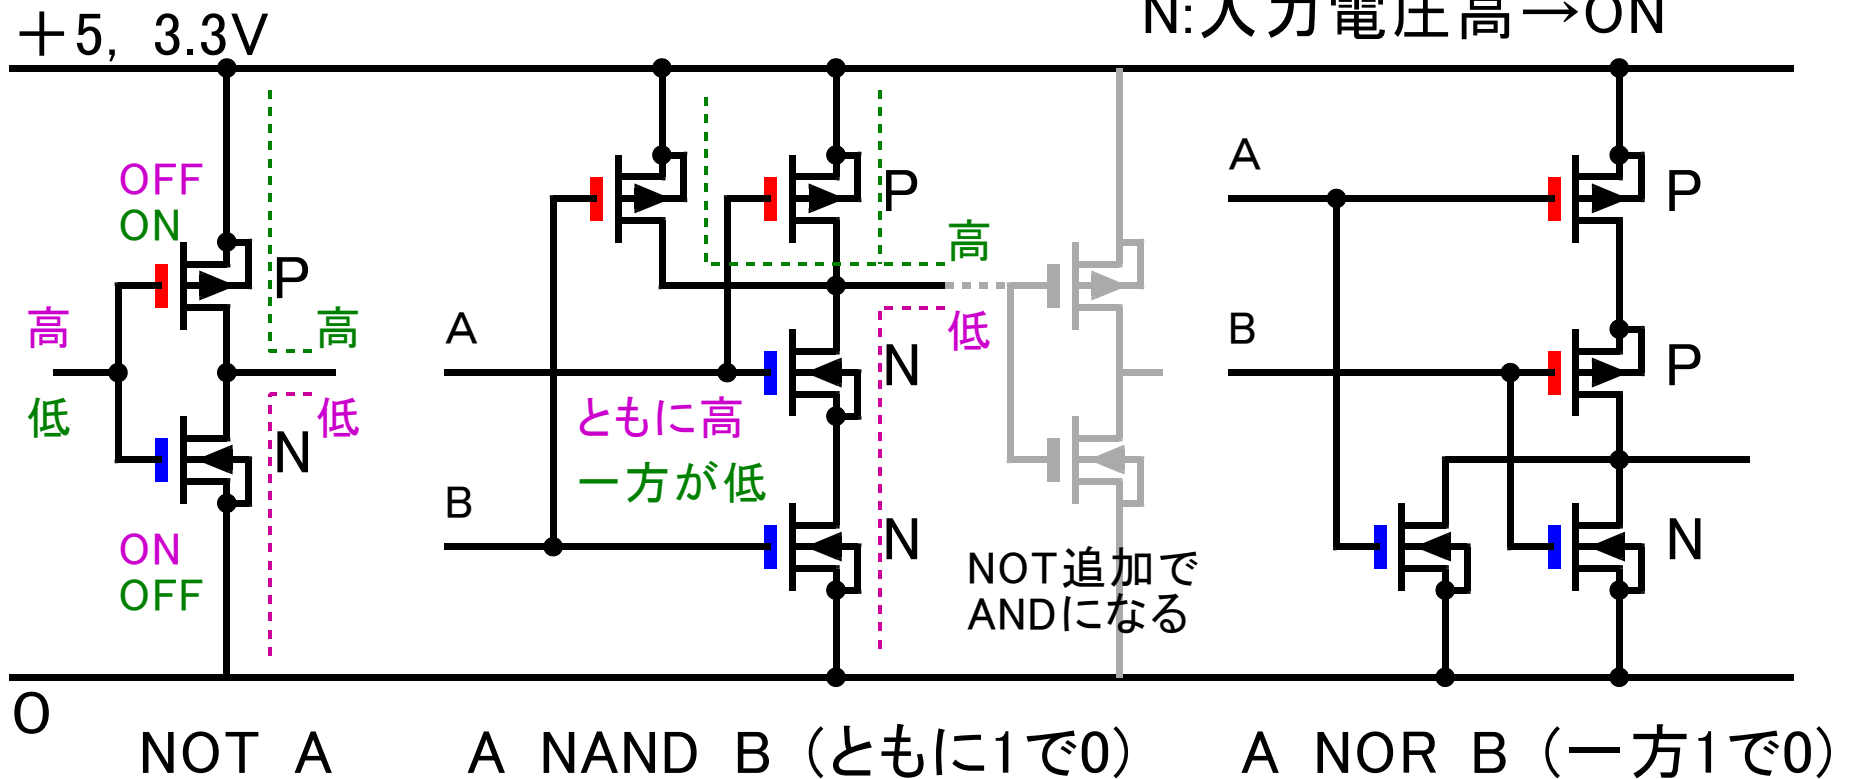 N:入力電圧高→ON
＋5, 3.3V
OFF
ON
P
高
高
低
低
N
ON
OFF
A
B
P
高
低
N
ともに高
一方が低
N
NOT追加で
ANDになる
A
B
P
P
N
0
NOT A
A NAND B（ともに1で0）
A NOR B（一方1で0）